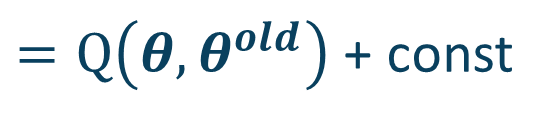 = Q(θ, θ^old) + const